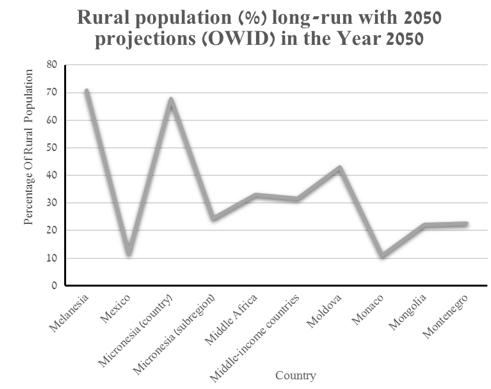 Rural population (%) long-run with 2050
projections (OWID) in the Year 2050
Percentage Of Rural Population
80
70
60
50
40
30
20
10
0
Melanesia
Mexico
Micronesia (country)
Micronesia (subregion)
Middle Africa
Middle-income countries
Moldova
Monaco
Mongolia
Montenegro
Country